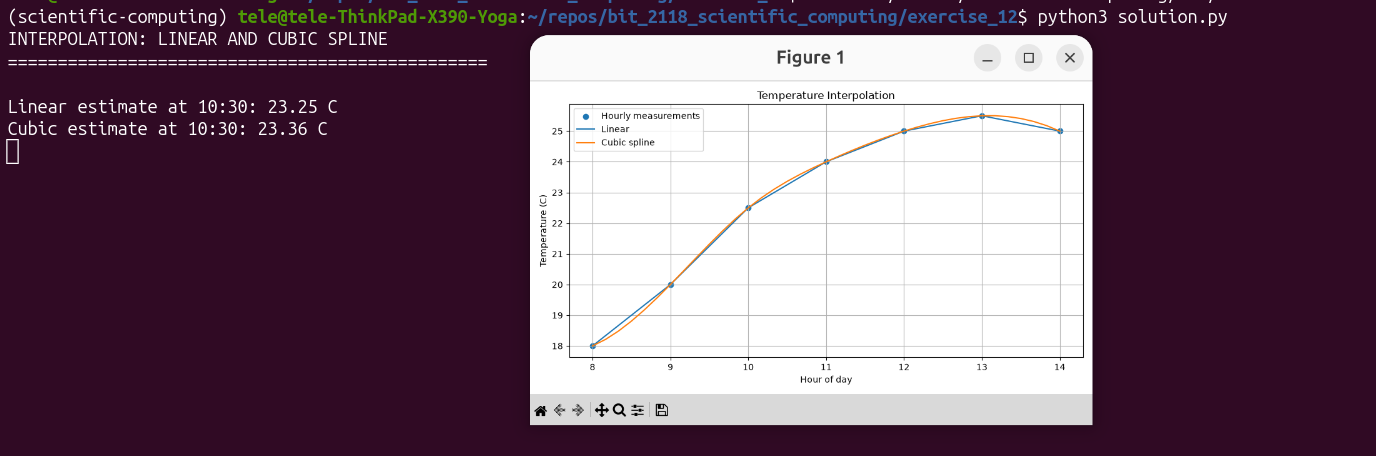 (scientific-computing) tele@tele-ThinkPad-X390-Yoga:~/repos/bit_2118_scientific_computing/exercise_12$ python3 solution.py
INTERPOLATION: LINEAR AND CUBIC SPLINE
================================================
Linear estimate at 10:30: 23.25 C
Cubic estimate at 10:30: 23.36 C
Figure 1
Temperature Interpolation
Hourly measurements
Linear
Cubic spline
25
24
23
22
21
20
19
18
Temperature (C)
8 9 10 11 12 13 14
Hour of day